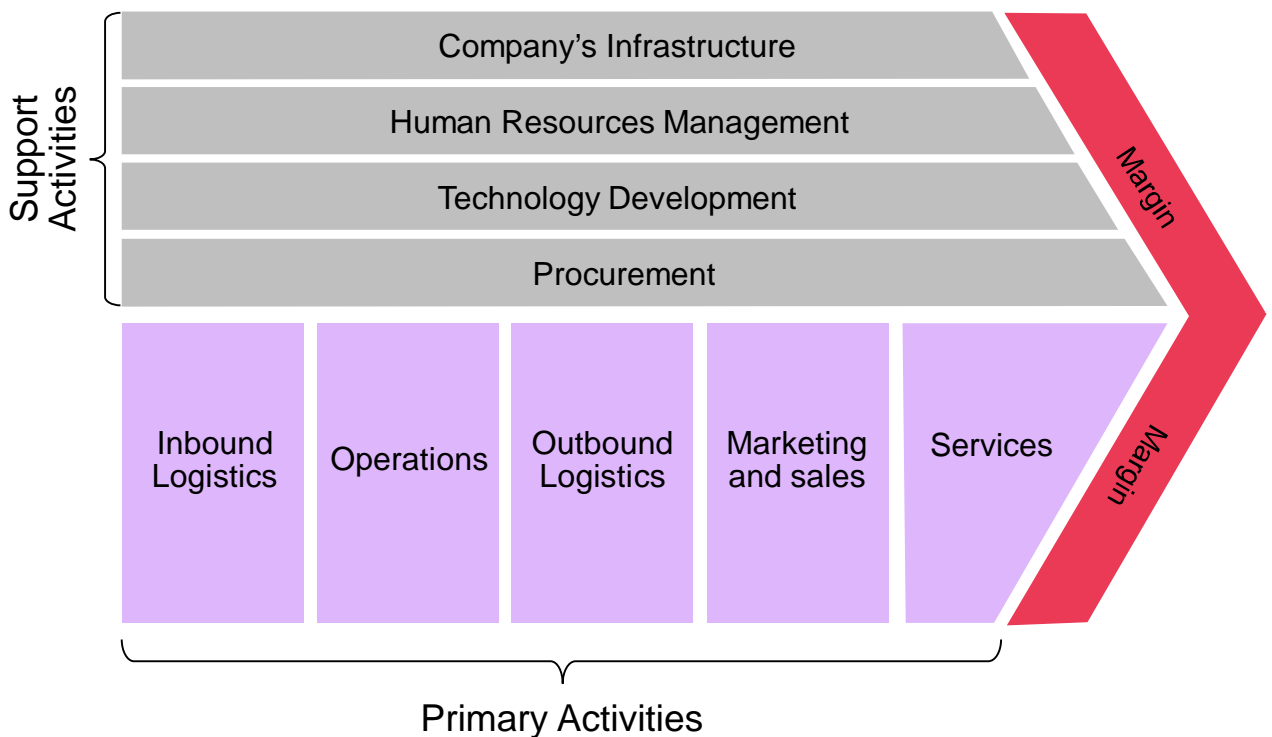 Support
Activities
Company’s Infrastructure
Human Resources Management
Technology Development
Procurement
Margin
Inbound
Logistics
Operations
Outbound
Logistics
Marketing
and sales
Services
Margin
Primary Activities